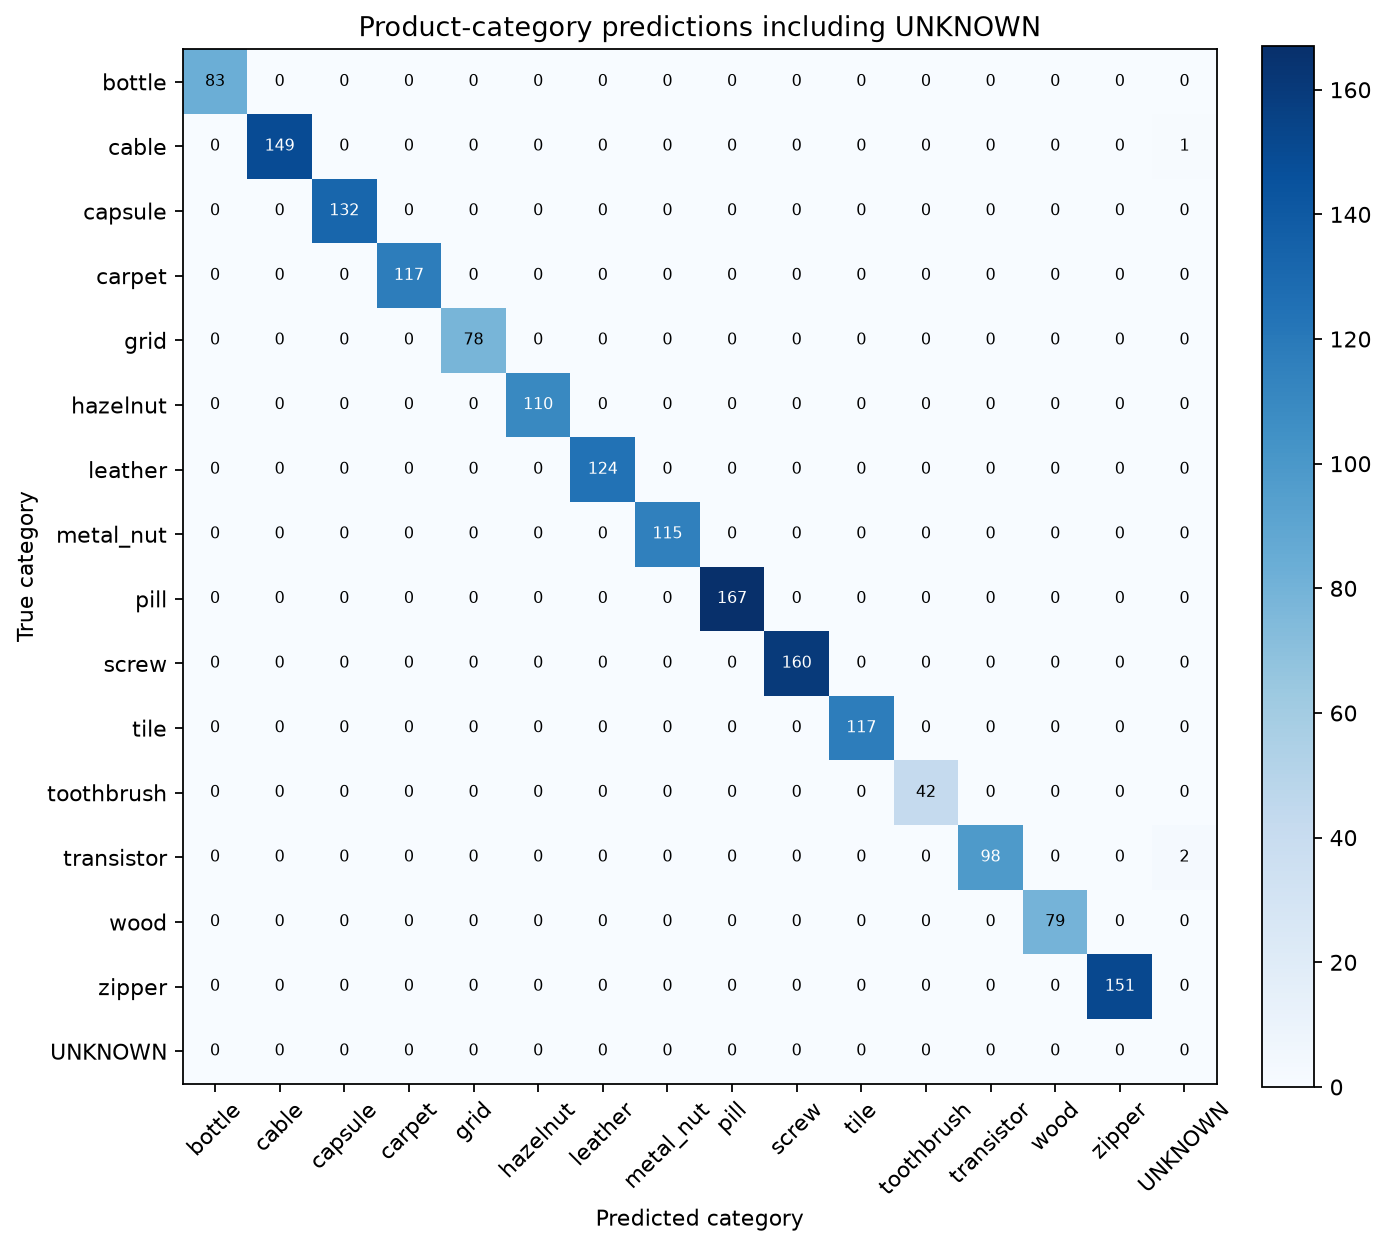 Product-category predictions including UNKNOWN
bottle 83 0 0 0 0 0 0 0 0 0 0 0 0 0 0 0
cable 0 149 0 0 0 0 0 0 0 0 0 0 0 0 0 1
capsule 0 0 132 0 0 0 0 0 0 0 0 0 0 0 0 0
carpet 0 0 0 117 0 0 0 0 0 0 0 0 0 0 0 0
grid 0 0 0 0 78 0 0 0 0 0 0 0 0 0 0 0
hazelnut 0 0 0 0 0 110 0 0 0 0 0 0 0 0 0 0
leather 0 0 0 0 0 0 124 0 0 0 0 0 0 0 0 0
metal_nut 0 0 0 0 0 0 0 115 0 0 0 0 0 0 0 0
pill 0 0 0 0 0 0 0 0 167 0 0 0 0 0 0 0
screw 0 0 0 0 0 0 0 0 0 160 0 0 0 0 0 0
tile 0 0 0 0 0 0 0 0 0 0 117 0 0 0 0 0
toothbrush 0 0 0 0 0 0 0 0 0 0 0 42 0 0 0 0
transistor 0 0 0 0 0 0 0 0 0 0 0 0 98 0 0 2
wood 0 0 0 0 0 0 0 0 0 0 0 0 0 79 0 0
zipper 0 0 0 0 0 0 0 0 0 0 0 0 0 0 151 0
UNKNOWN 0 0 0 0 0 0 0 0 0 0 0 0 0 0 0 0
bottle cable capsule carpet grid hazelnut leather metal_nut pill screw tile toothbrush transistor wood zipper UNKNOWN
Predicted category
True category
160
140
120
100
80
60
40
20
0